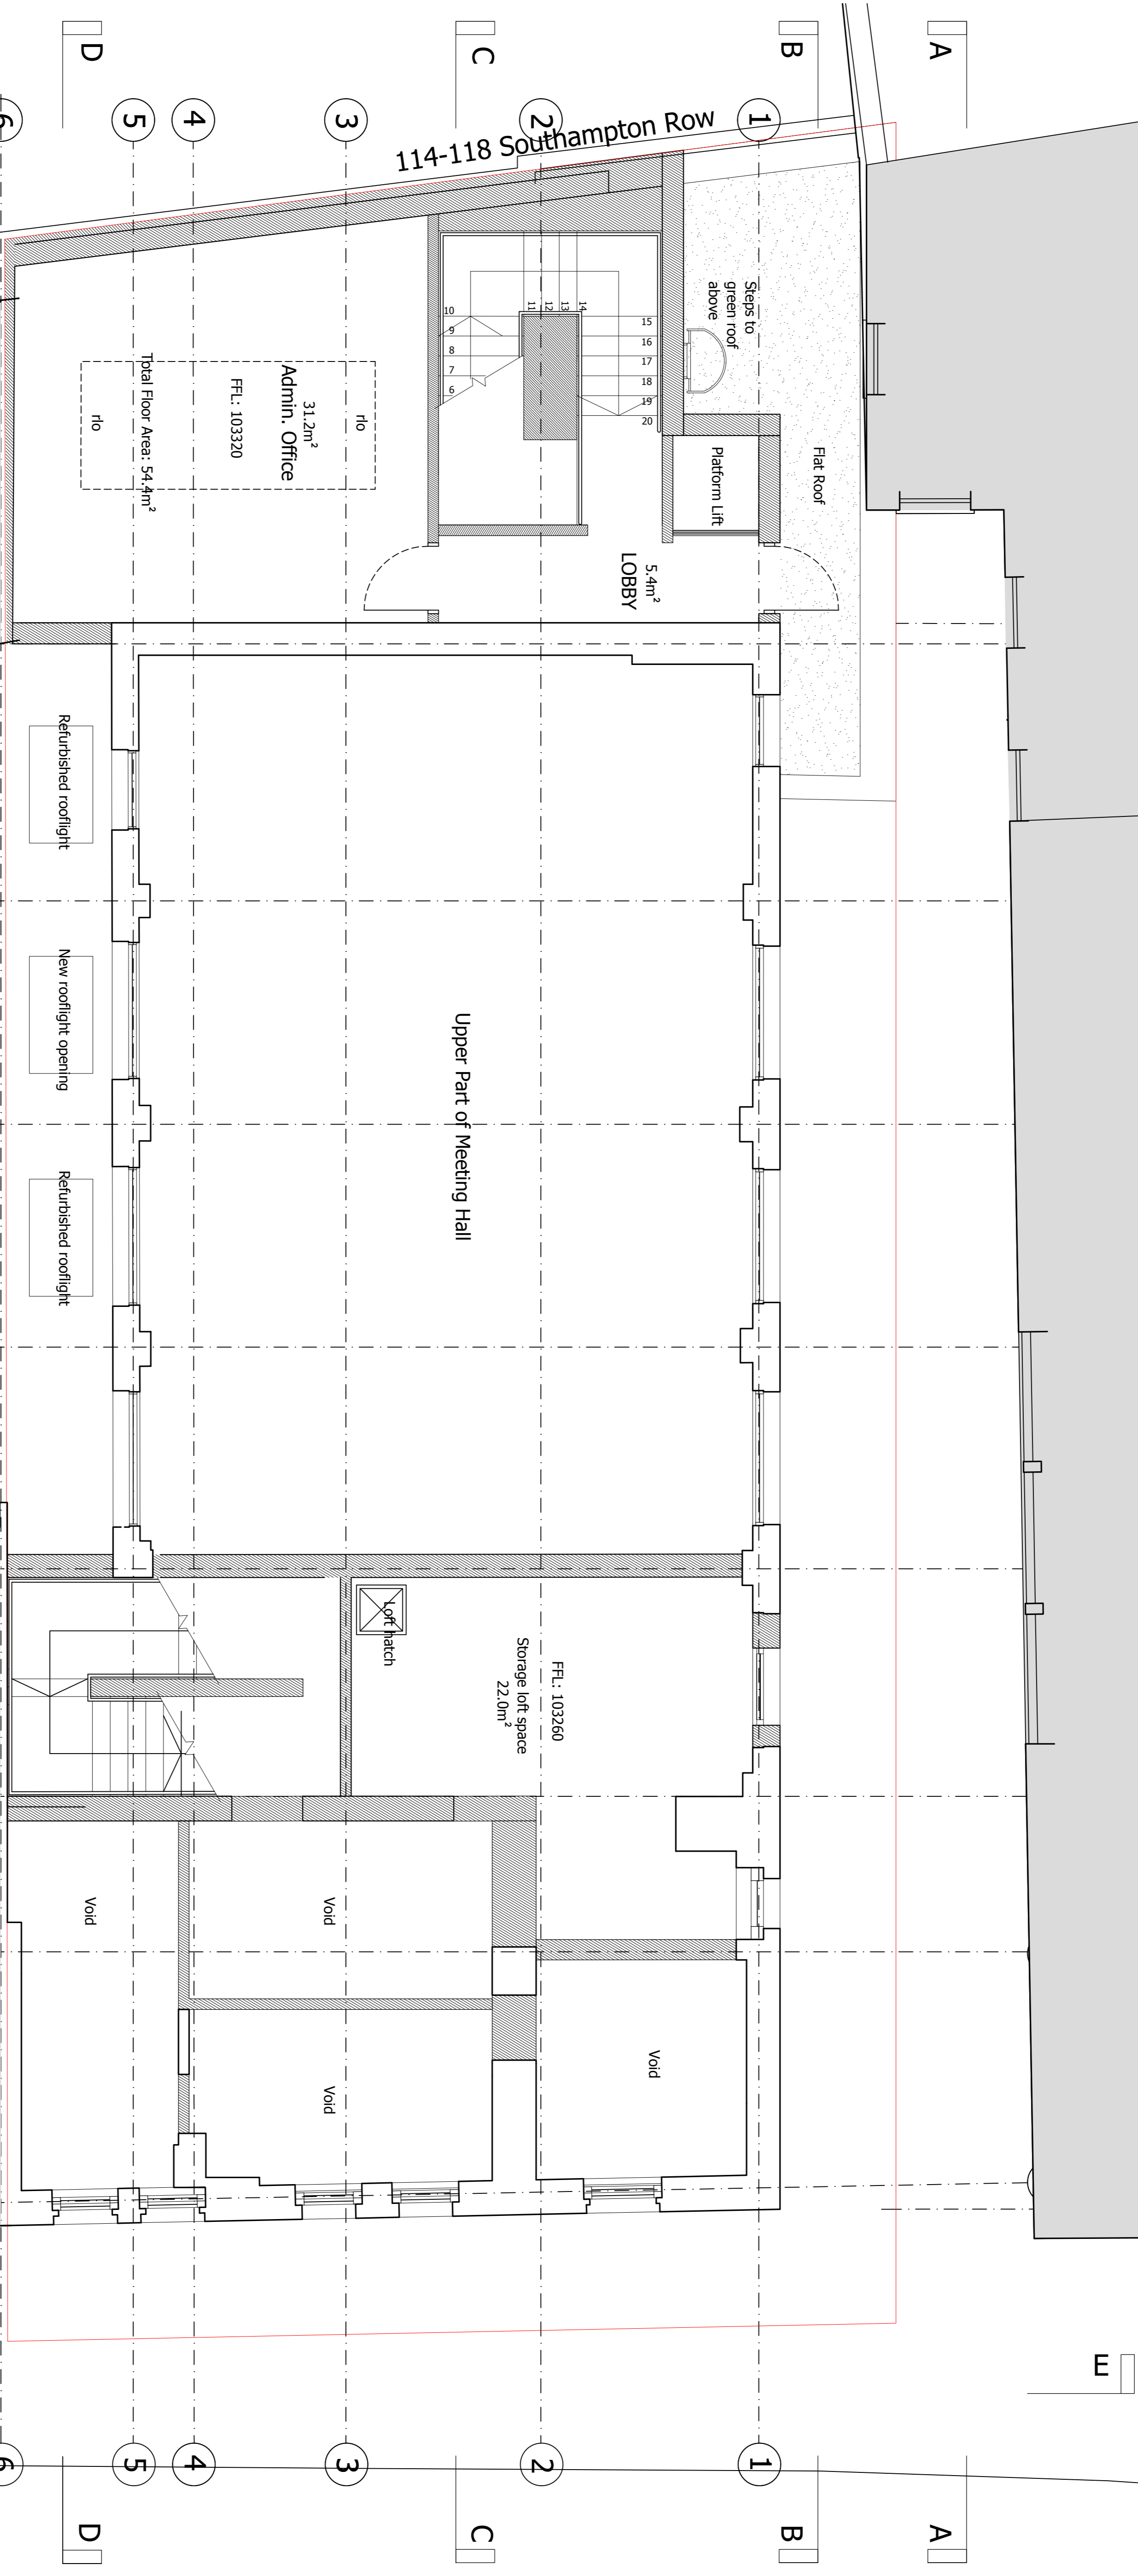 D
C
B
A
6
5
4
3
2
1
114-118 Southampton Row
Steps to
green roof
above
Flat Roof
Platform Lift
10
9
8
7
6
11
12
13
14
15
16
17
18
19
20
5.4m²
LOBBY
rlo
31.2m²
Admin. Office
FFL: 103320
Total Floor Area: 54.4m²
rlo
Refurbished rooflight
New rooflight opening
Refurbished rooflight
Upper Part of Meeting Hall
Loft hatch
FFL: 103260
Storage loft space
22.0m²
Void
Void
Void
Void
E
6
5
4
3
2
1
D
C
B
A